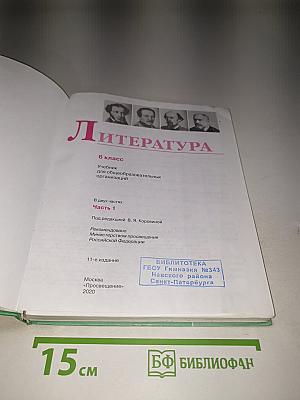 ЛИТЕРАТУРА
6 класс
Учебник
для общеобразовательных
организаций
В двух частях
Часть 1
Под редакцией В. Я. Коровиной
Рекомендовано
Министерством просвещения
Российской Федерации
11-е издание
Москва
«Просвещение»
2020
БИБЛИОТЕКА
ГБОУ Гимназия №343
Невского района
Санкт-Петербурга
15 см
БФ БИБЛИОФАН